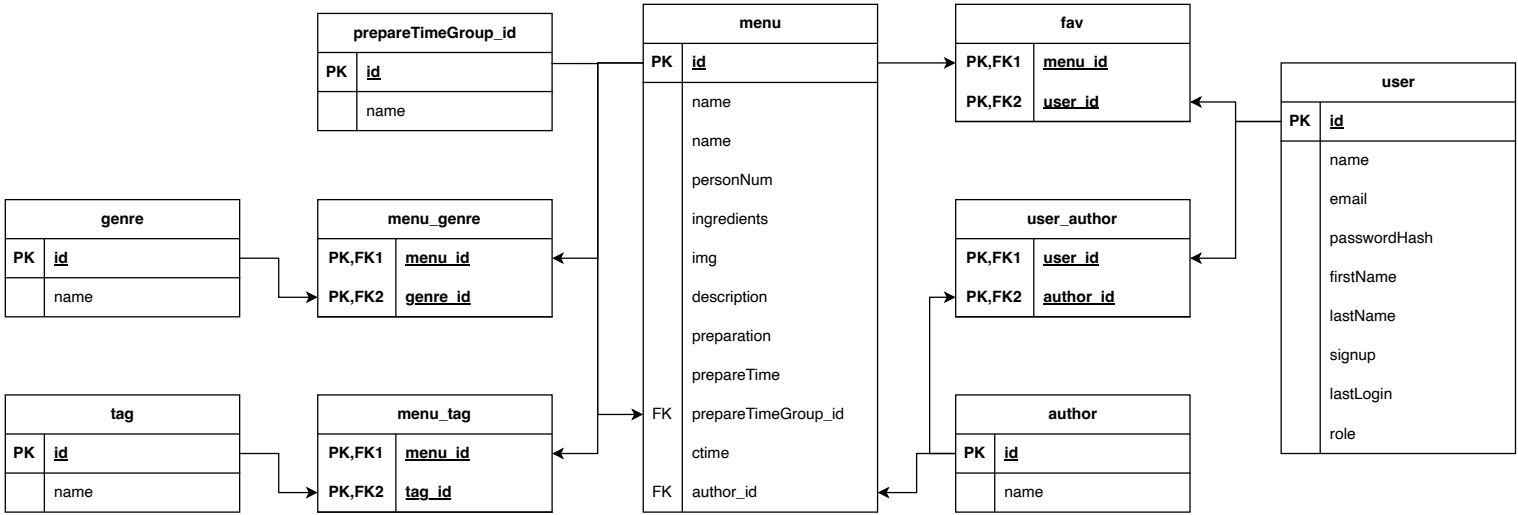 prepareTimeGroup_id
PK id
name
menu
PK id
name
name
personNum
ingredients
img
description
preparation
prepareTime
FK prepareTimeGroup_id
ctime
FK author_id
fav
PK,FK1 menu_id
PK,FK2 user_id
user
PK id
name
email
passwordHash
firstName
lastName
signup
lastLogin
role
genre
PK id
name
menu_genre
PK,FK1 menu_id
PK,FK2 genre_id
user_author
PK,FK1 user_id
PK,FK2 author_id
tag
PK id
name
menu_tag
PK,FK1 menu_id
PK,FK2 tag_id
author
PK id
name